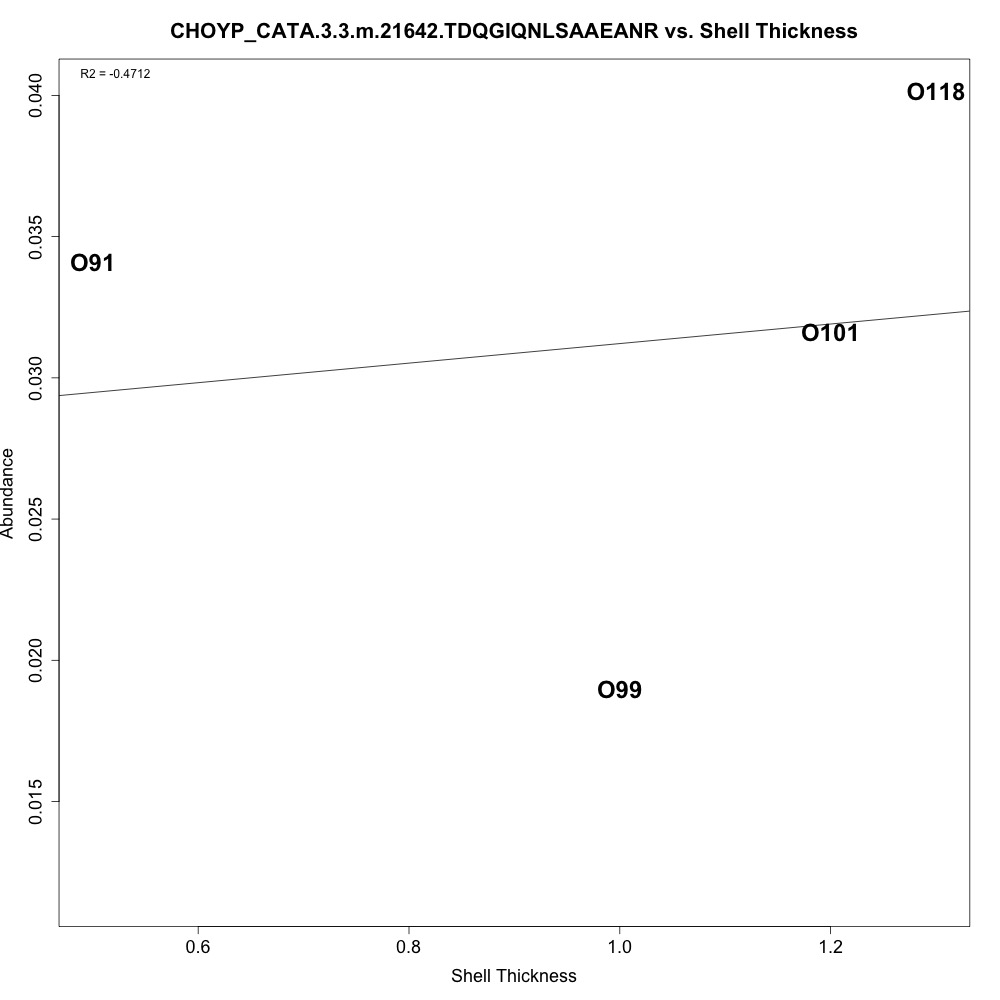 CHOYP_CATA.3.3.m.21642.TDQGIQNLSAAEANR vs. Shell Thickness
R2 = -0.4712
O118
O91
O101
O99
0.040
0.035
0.030
0.025
0.020
0.015
Abundance
0.6 0.8 1.0 1.2
Shell Thickness